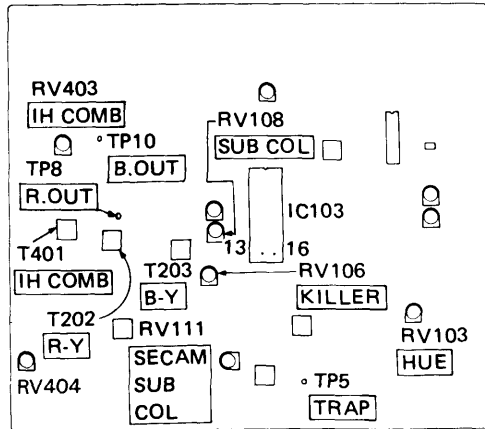 RV403
IH COMB
TP10
B.OUT
TP8
R.OUT
RV108
SUB COL
IC103
13 16
T401
IH COMB
T203
B-Y
RV106
KILLER
T202
R-Y
RV111
SECAM
SUB
COL
RV103
HUE
RV404
TP5
TRAP